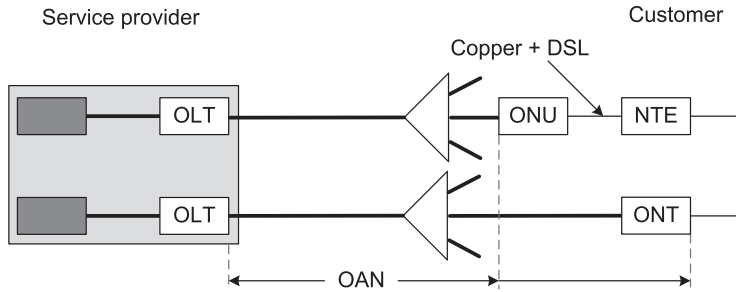 Service provider
Customer
Copper + DSL
OLT
ONU
NTE
OLT
ONT
OAN